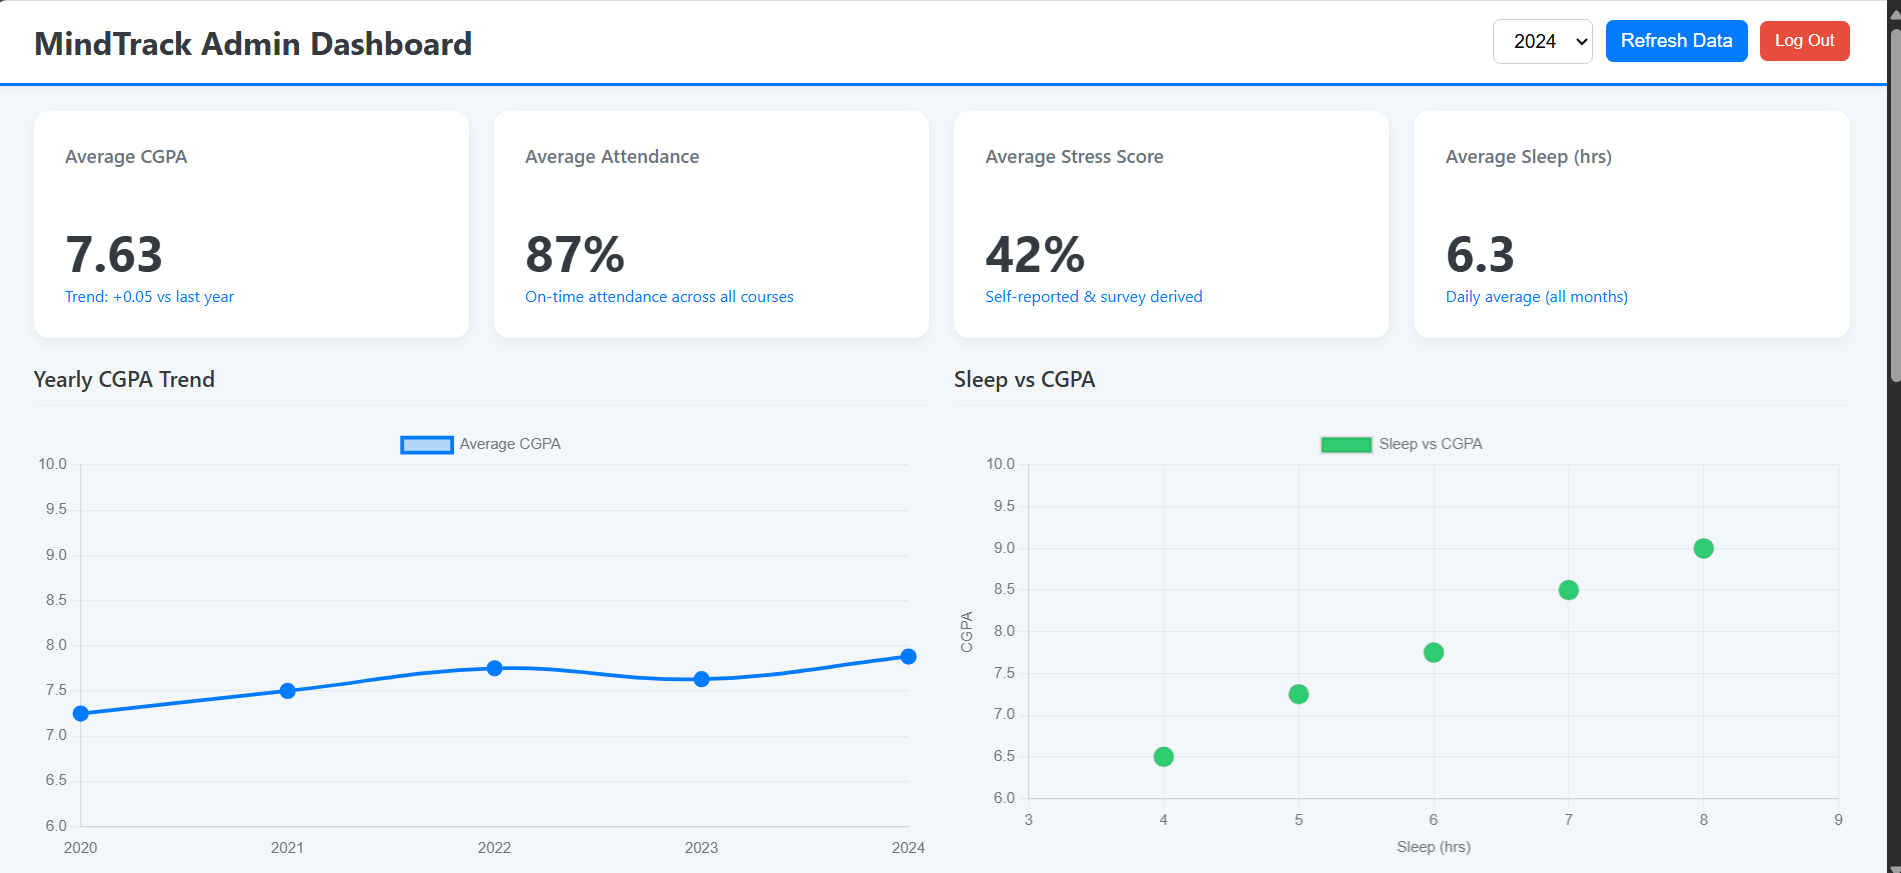 MindTrack Admin Dashboard
2024
Refresh Data
Log Out
Average CGPA
7.63
Trend: +0.05 vs last year
Average Attendance
87%
On-time attendance across all courses
Average Stress Score
42%
Self-reported & survey derived
Average Sleep (hrs)
6.3
Daily average (all months)
Yearly CGPA Trend
Average CGPA
10.0
9.5
9.0
8.5
8.0
7.5
7.0
6.5
6.0
2020 2021 2022 2023 2024
Sleep vs CGPA
Sleep vs CGPA
CGPA
10.0
9.5
9.0
8.5
8.0
7.5
7.0
6.5
6.0
3 4 5 6 7 8 9
Sleep (hrs)